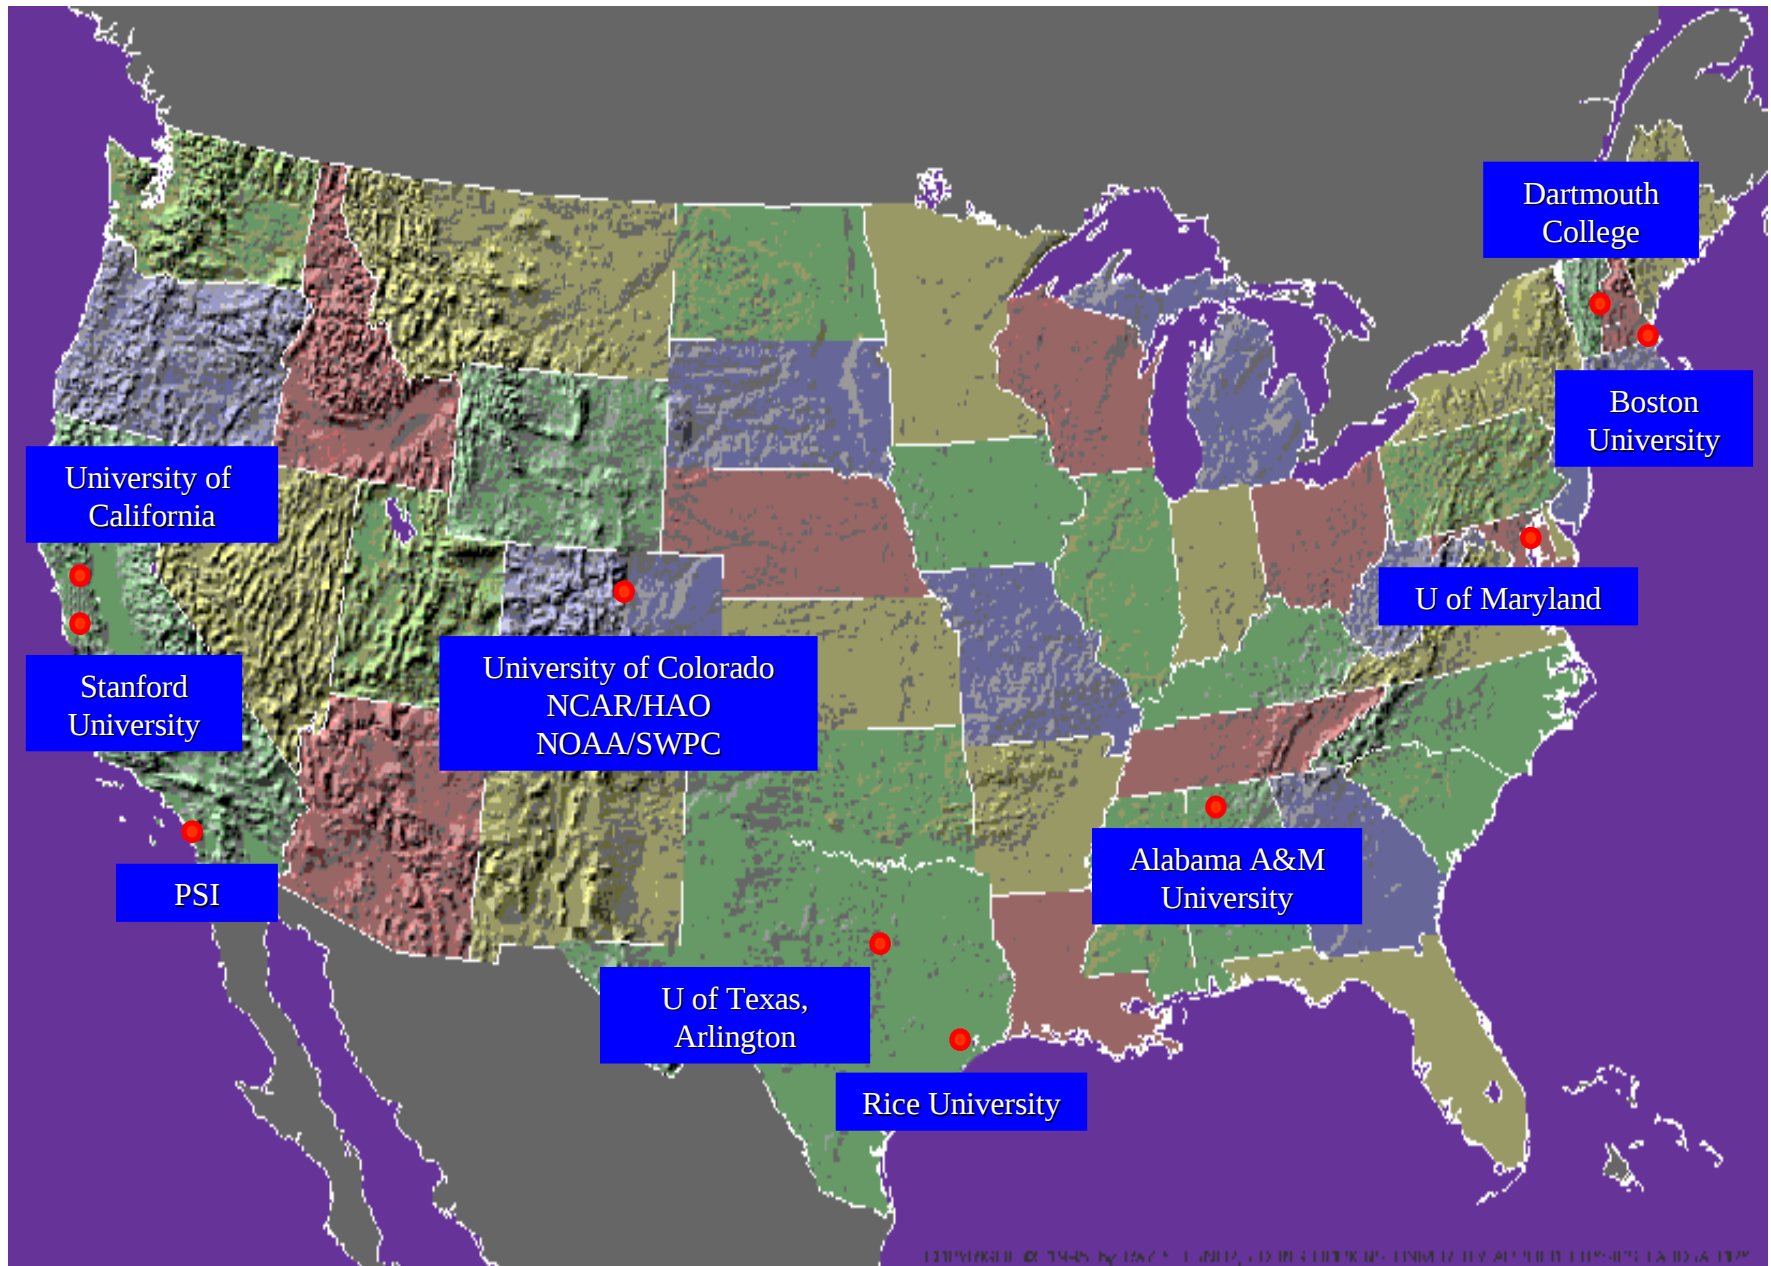 Dartmouth
College
Boston
University
University of
California
U of Maryland
Stanford
University
University of Colorado
NCAR/HAO
NOAA/SWPC
PSI
Alabama A&M
University
U of Texas,
Arlington
Rice University